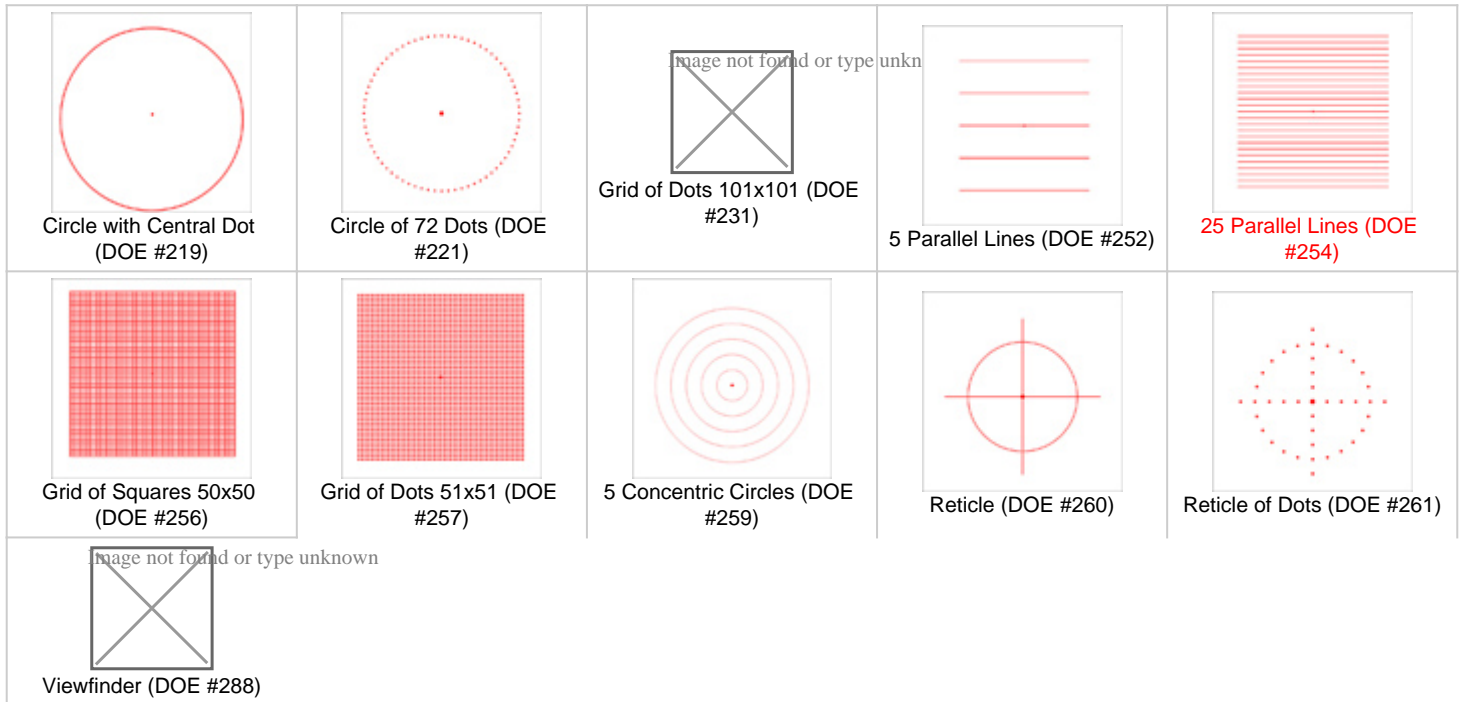 Circle with Central Dot
(DOE #219)
Circle of 72 Dots (DOE
#221)
Image not found or type unkn
Grid of Dots 101x101 (DOE
#231)
5 Parallel Lines (DOE #252)
25 Parallel Lines (DOE
#254)
Grid of Squares 50x50
(DOE #256)
Grid of Dots 51x51 (DOE
#257)
5 Concentric Circles (DOE
#259)
Reticle (DOE #260)
Reticle of Dots (DOE #261)
Image not found or type unknown
Viewfinder (DOE #288)